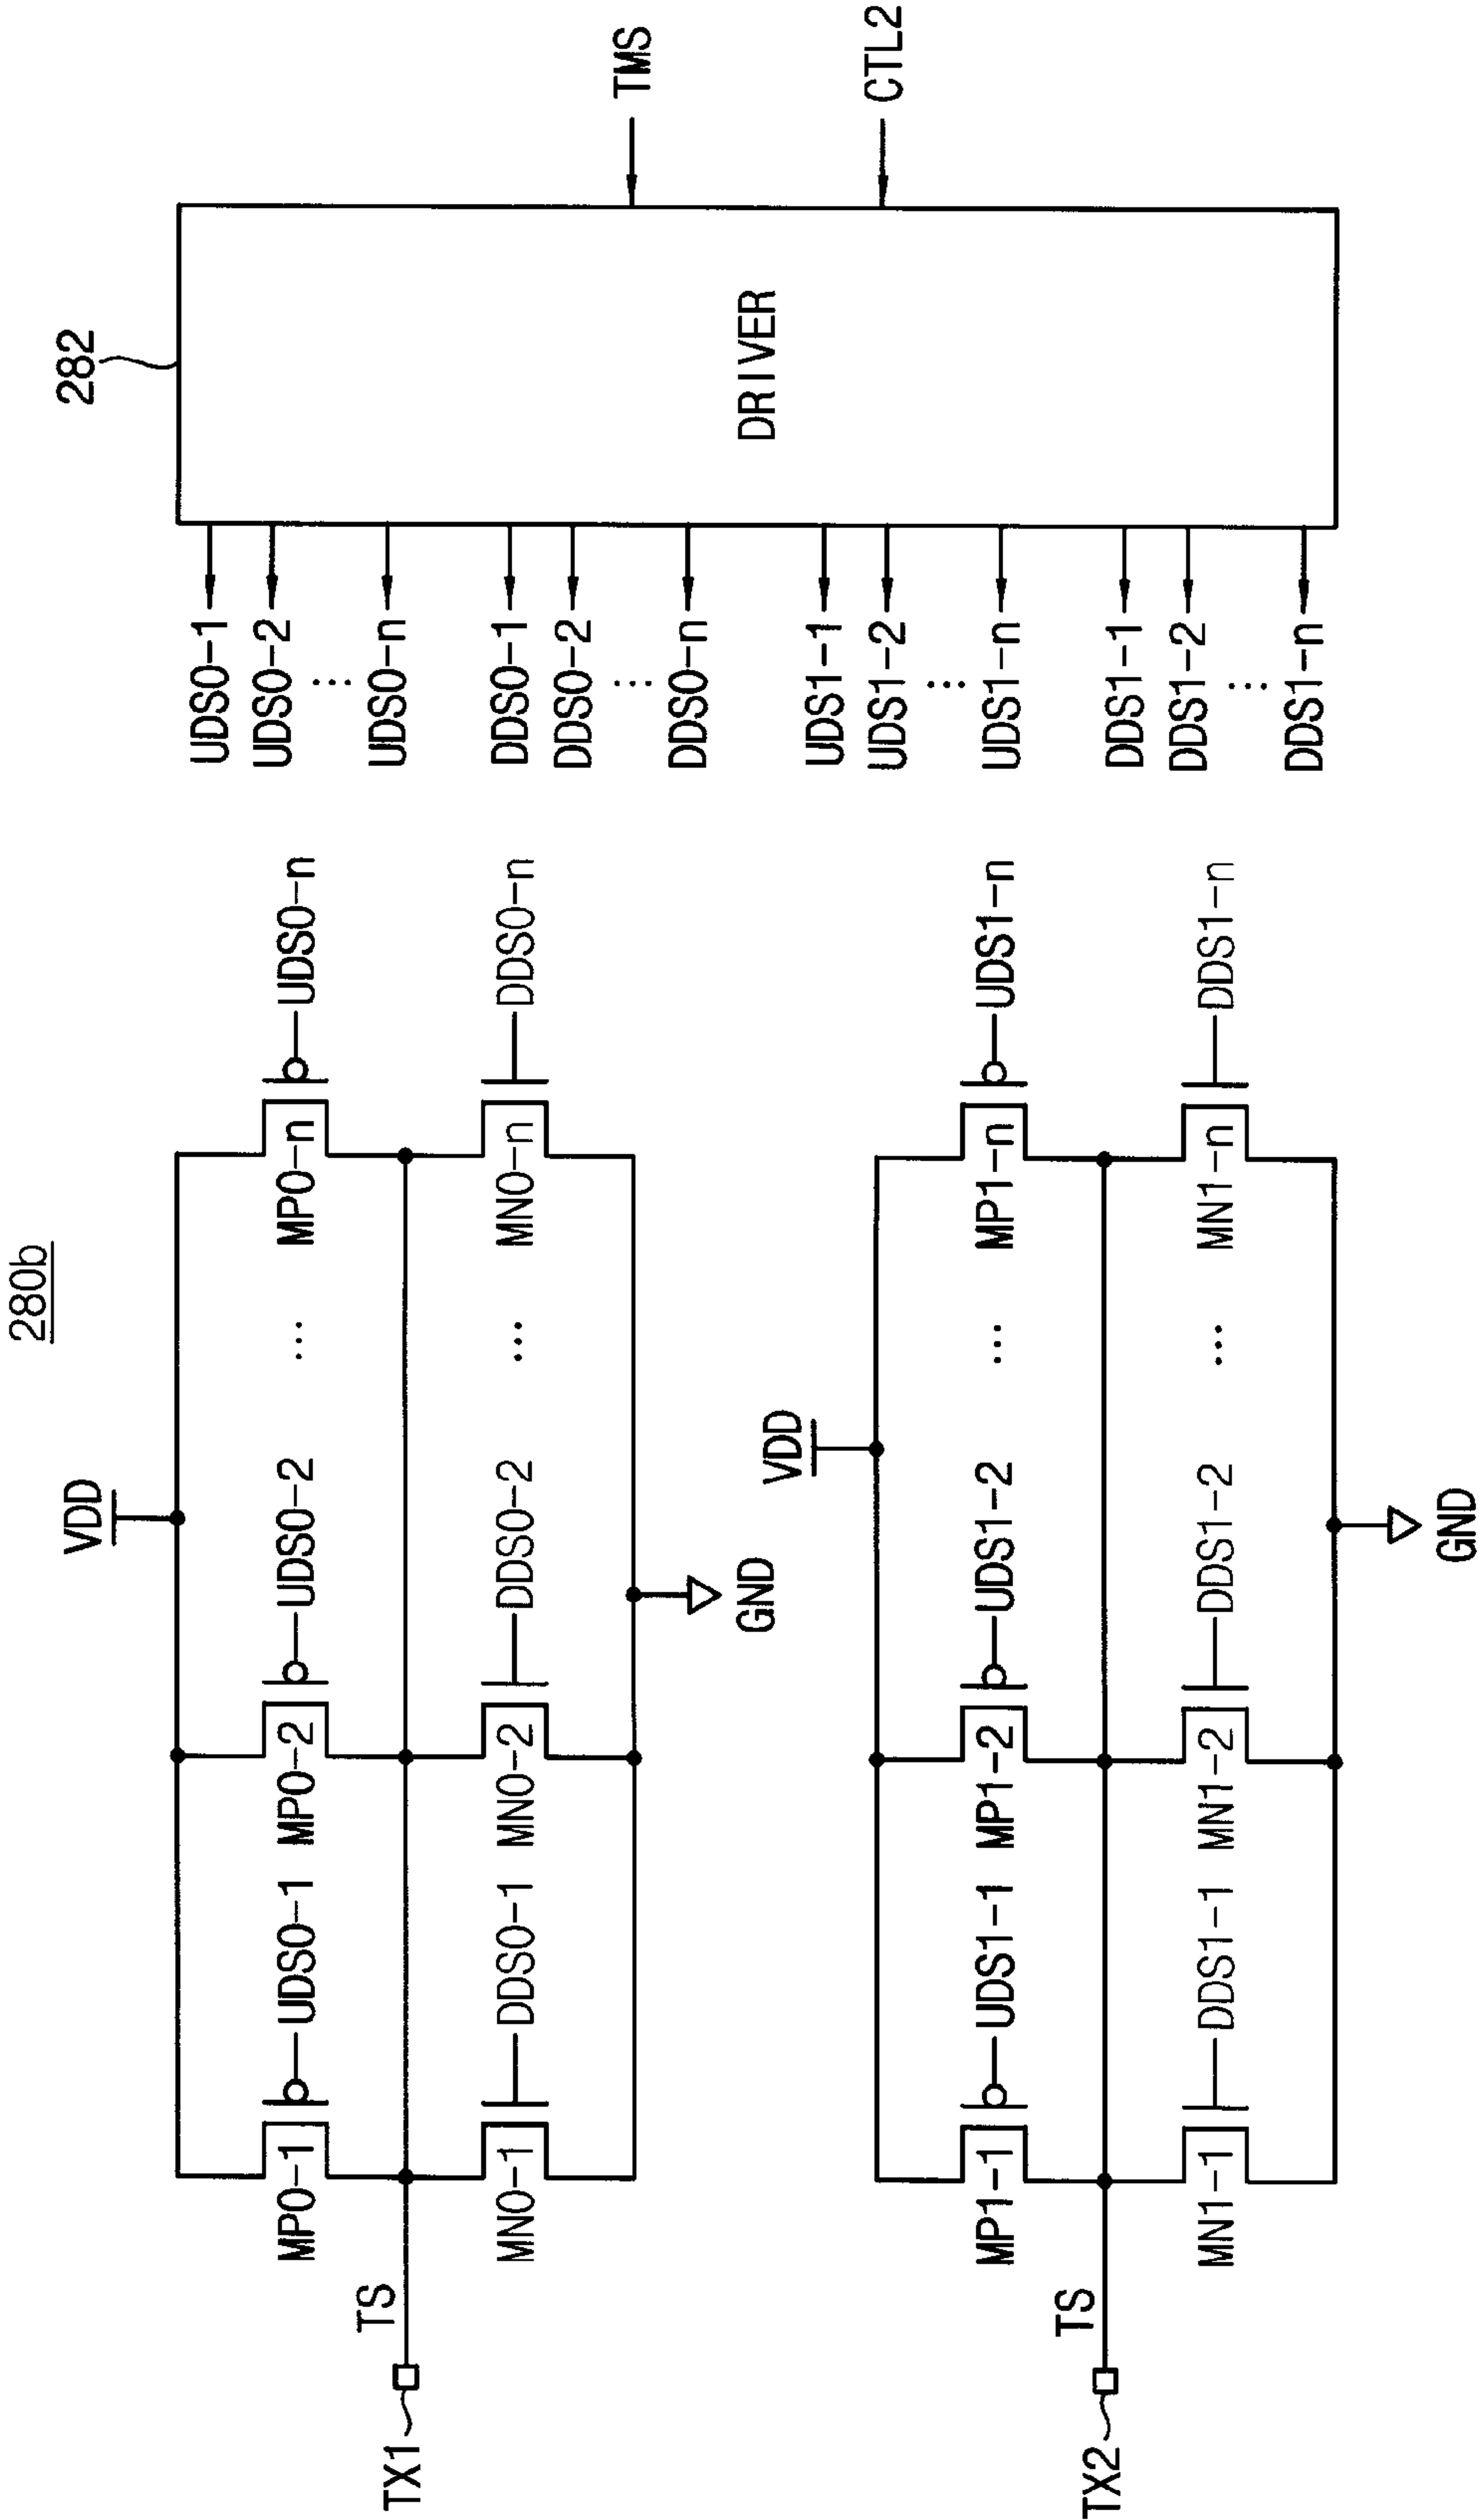 280b
VDD
MP0-1
UDS0-1
MP0-2
UDS0-2
...
MP0-n
UDS0-n
TS
TX1
MN0-1
DDS0-1
MN0-2
DDS0-2
...
MN0-n
DDS0-n
GND
VDD
MP1-1
UDS1-1
MP1-2
UDS1-2
...
MP1-n
UDS1-n
TS
TX2
MN1-1
DDS1-1
MN1-2
DDS1-2
...
MN1-n
DDS1-n
GND
UDS0-1
UDS0-2
...
UDS0-n
DDS0-1
DDS0-2
...
DDS0-n
UDS1-1
UDS1-2
...
UDS1-n
DDS1-1
DDS1-2
...
DDS1-n
282
DRIVER
TMS
CTL2